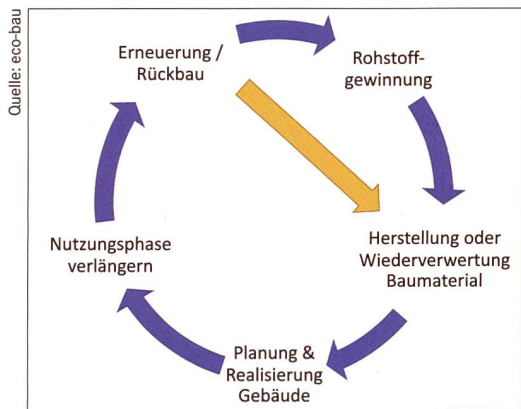 Quelle: eco-bau
Erneuerung /
Rückbau
Rohstoff-
gewinnung
Herstellung oder
Wiederverwertung
Baumaterial
Planung &
Realisierung
Gebäude
Nutzungsphase
verlängern